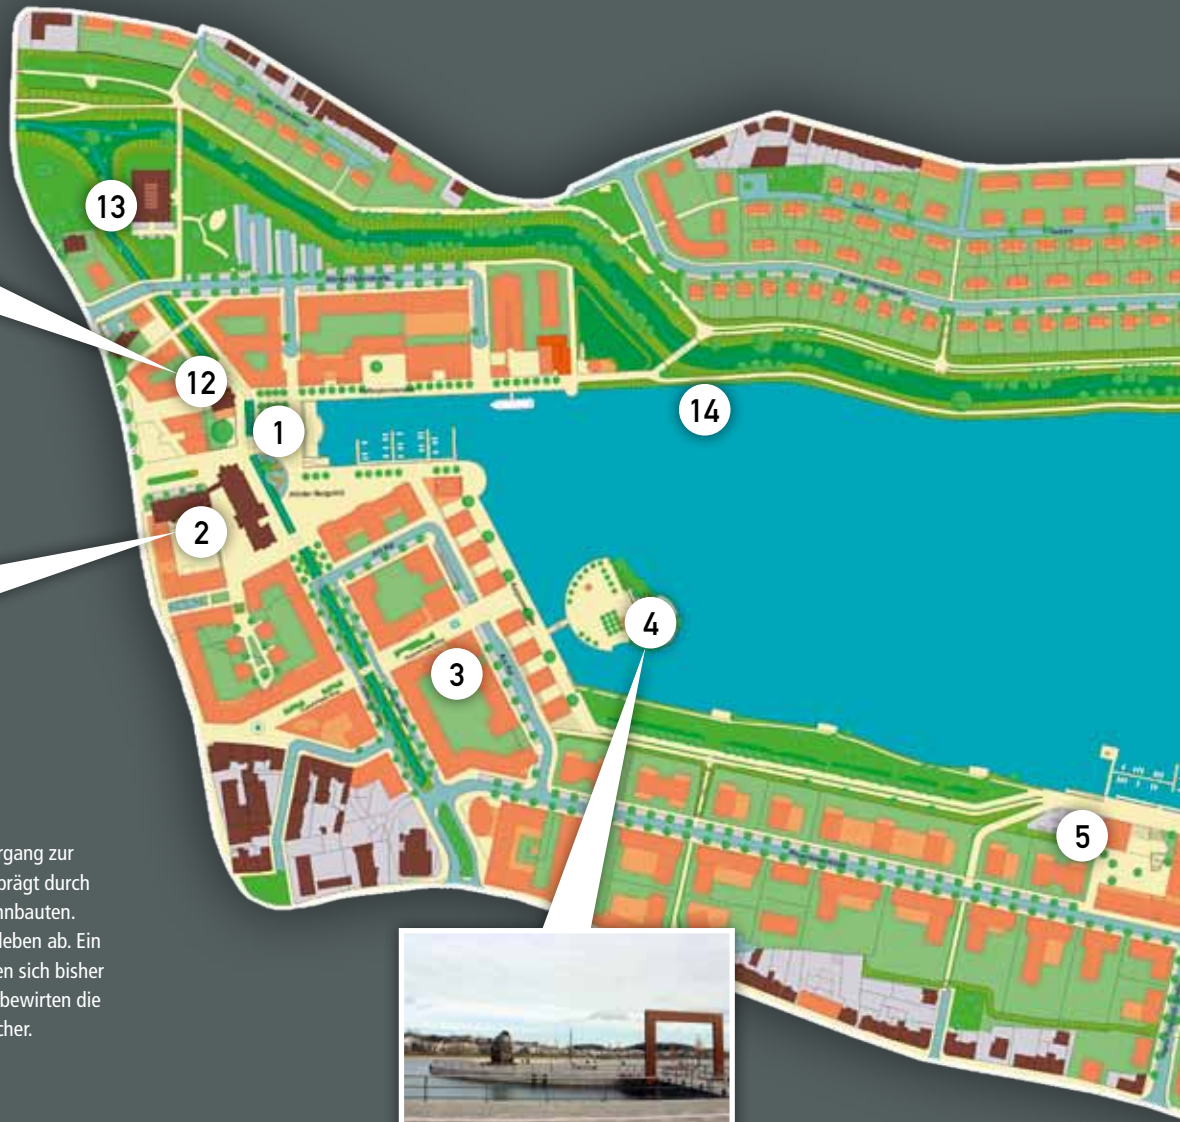 13
12
1
14
2
4
3
5
rgang zur
prägt durch
hnbauten.
leben ab. Ein
en sich bisher
bewirten die
cher.